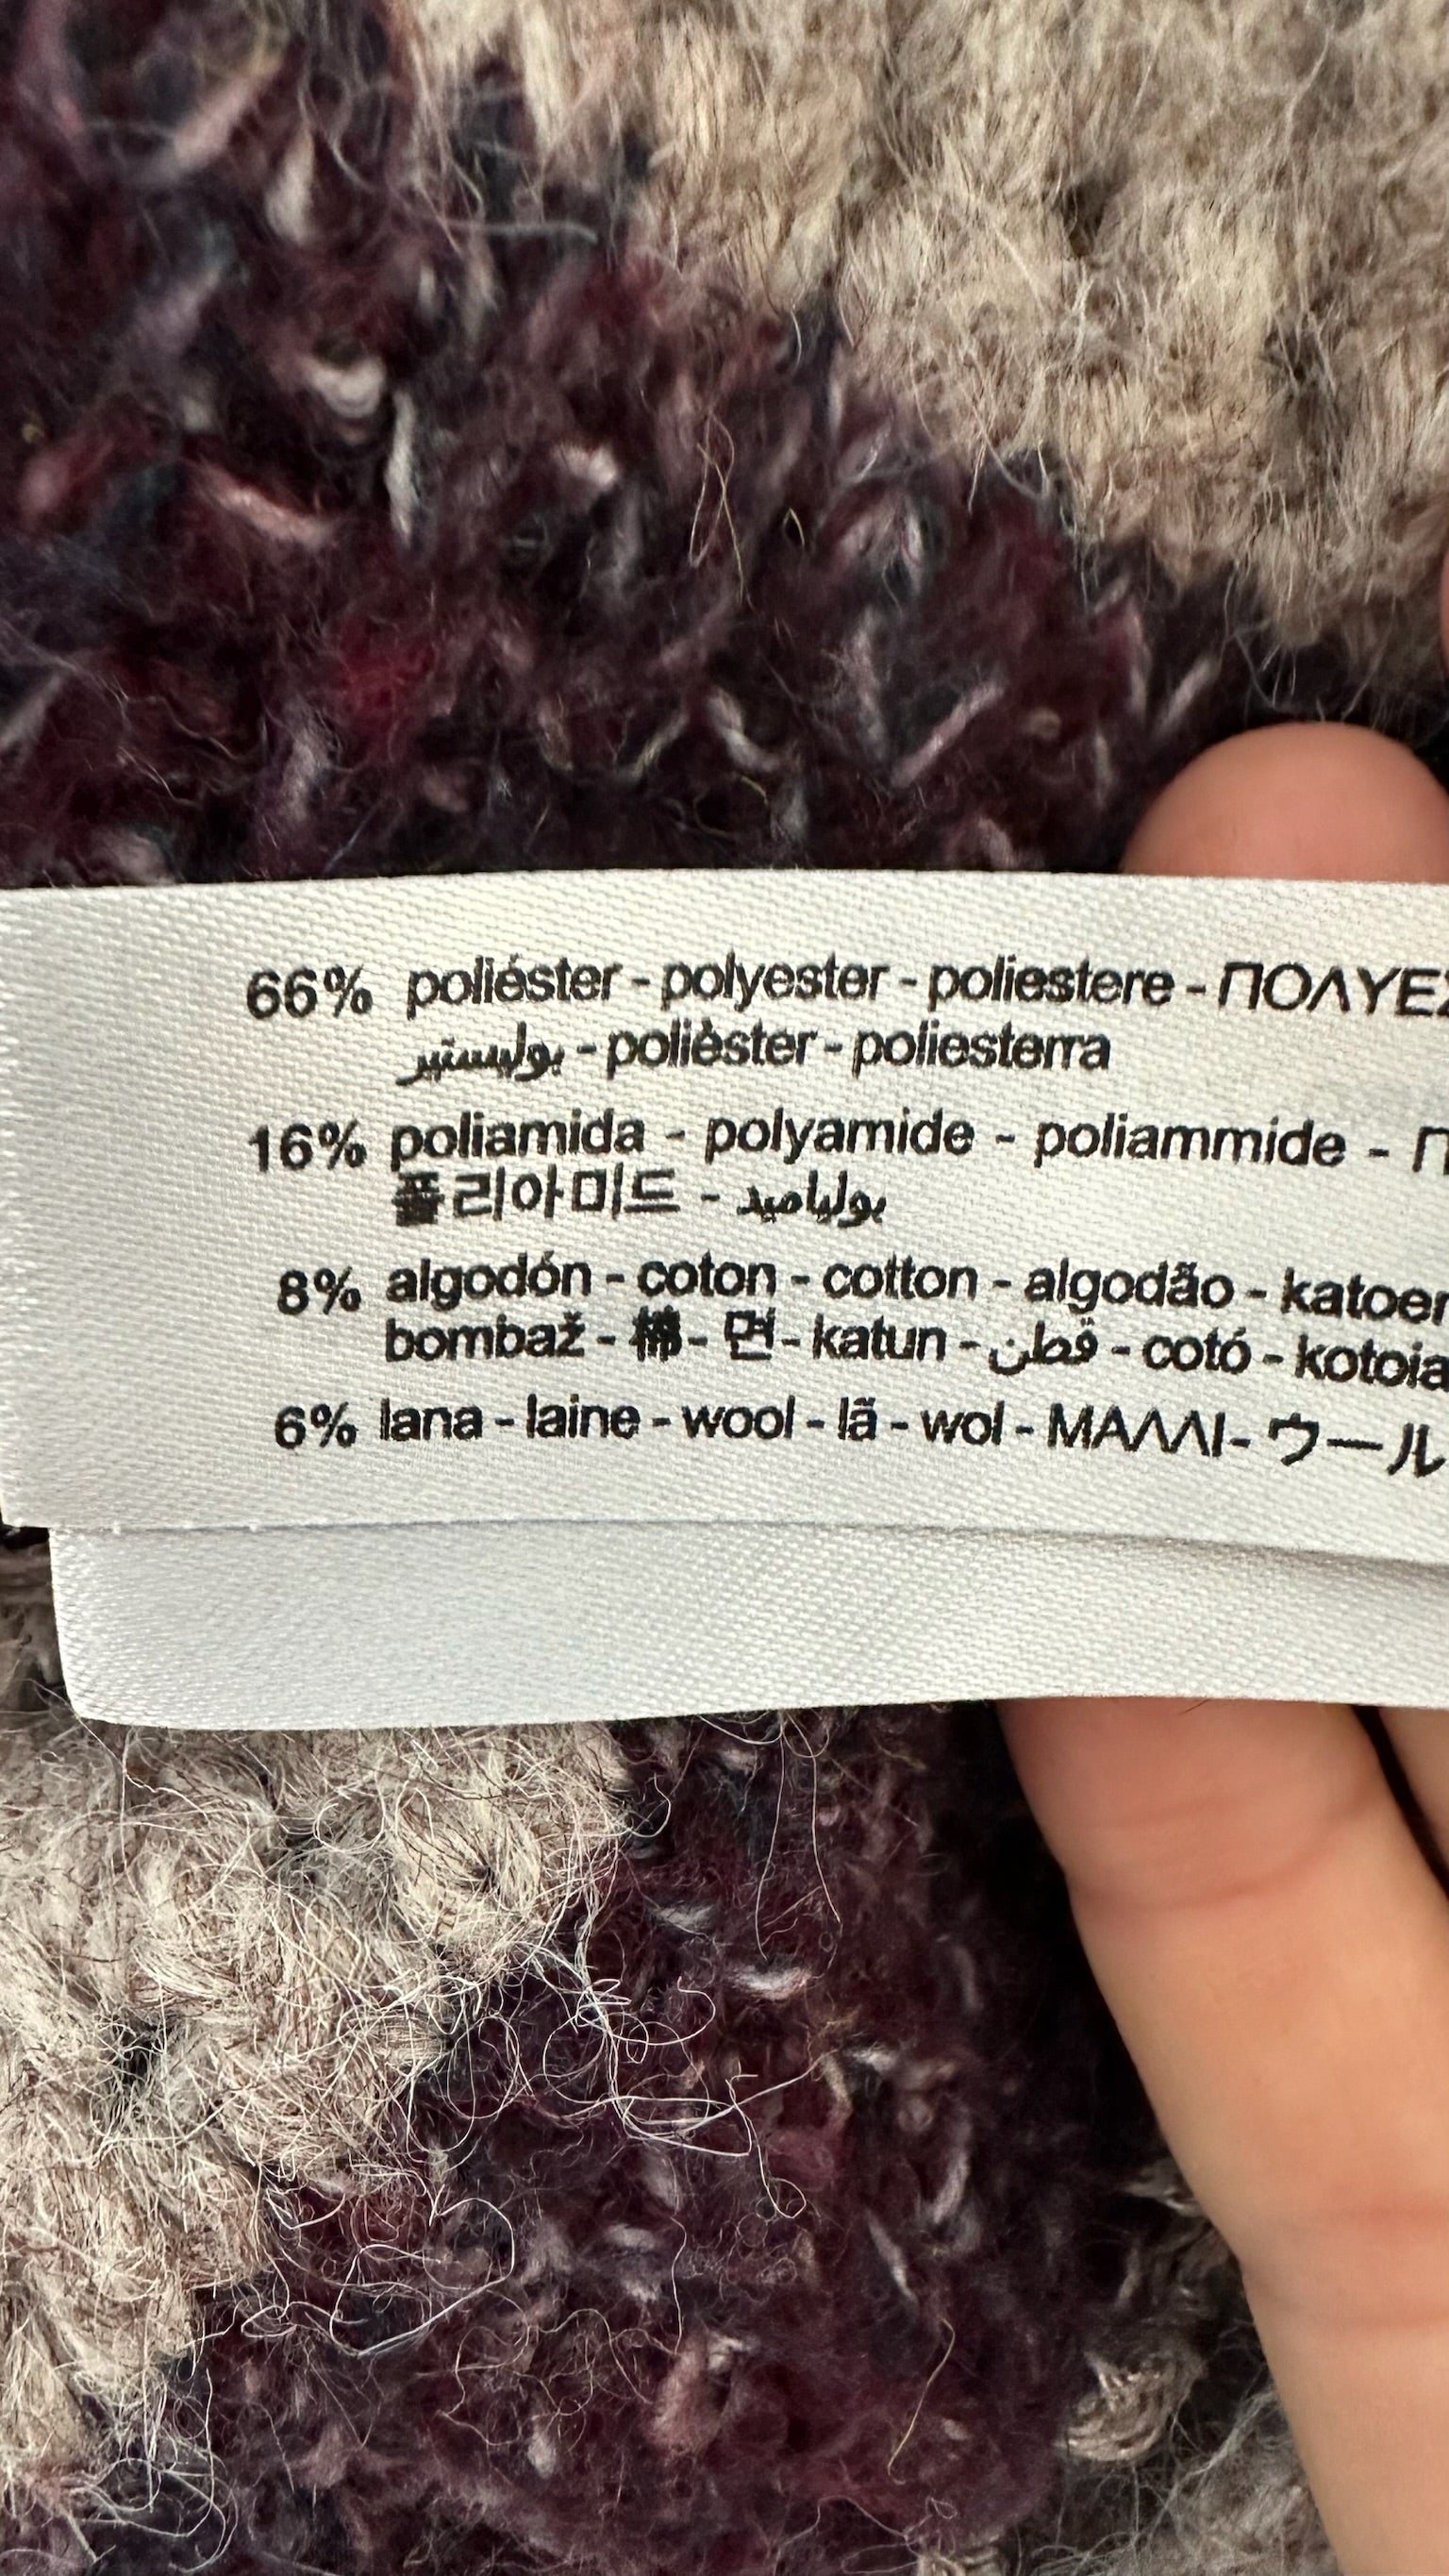 66% poliéster - polyester - poliestere - ΠΟΛΥΕΣ
بوليستير - polièster - poliesterra
16% poliamida - polyamide - poliammide - Π
폴리아미드 - بولياميد
8% algodón - coton - cotton - algodão - katoen
bombaž - 棉 - 면 - katun - قطن - cotó - kotoia
6% lana - laine - wool - lã - wol - ΜΑΛΛΙ - ウール